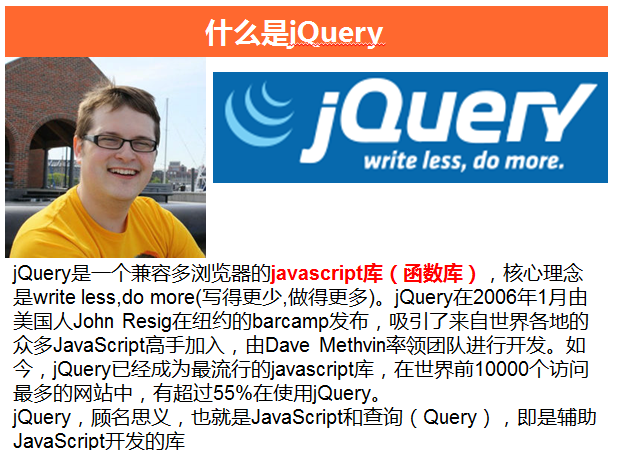 什么是jQuery
jQuery
write less, do more.
jQuery是一个兼容多浏览器的javascript库（函数库），核心理念
是write less,do more(写得更少,做得更多)。jQuery在2006年1月由
美国人John Resig在纽约的barcamp发布，吸引了来自世界各地的
众多JavaScript高手加入，由Dave Methvin率领团队进行开发。如
今，jQuery已经成为最流行的javascript库，在世界前10000个访问
最多的网站中，有超过55%在使用jQuery。
jQuery，顾名思义，也就是JavaScript和查询（Query），即是辅助
JavaScript开发的库